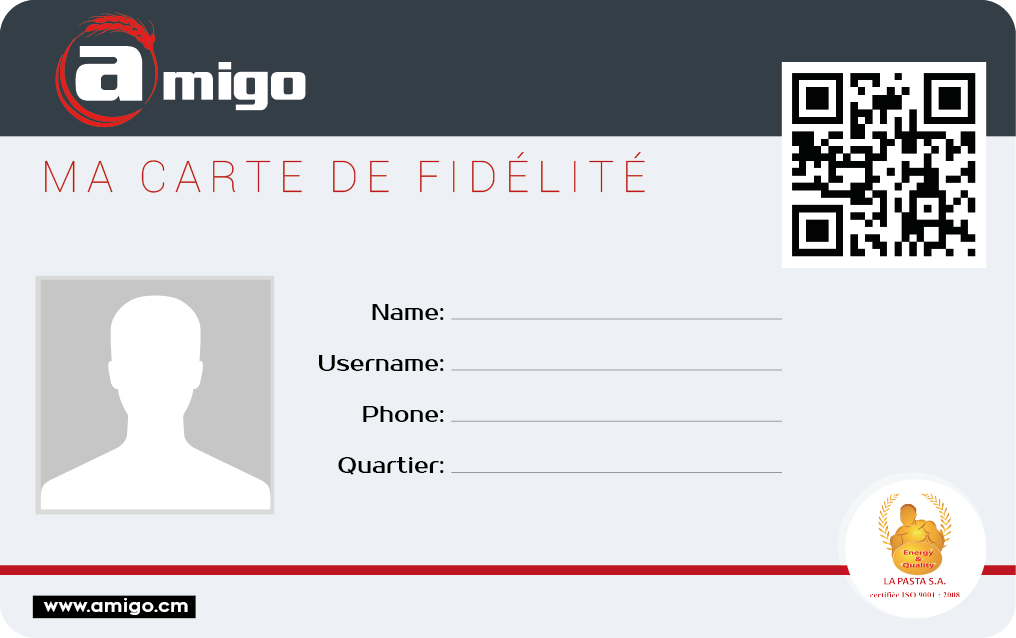 amigo
MA CARTE DE FIDÉLITÉ
Name:
Username:
Phone:
Quartier:
Energy
&
Quality
LA PASTA S.A.
certifiée ISO 9001 : 2008
www.amigo.cm